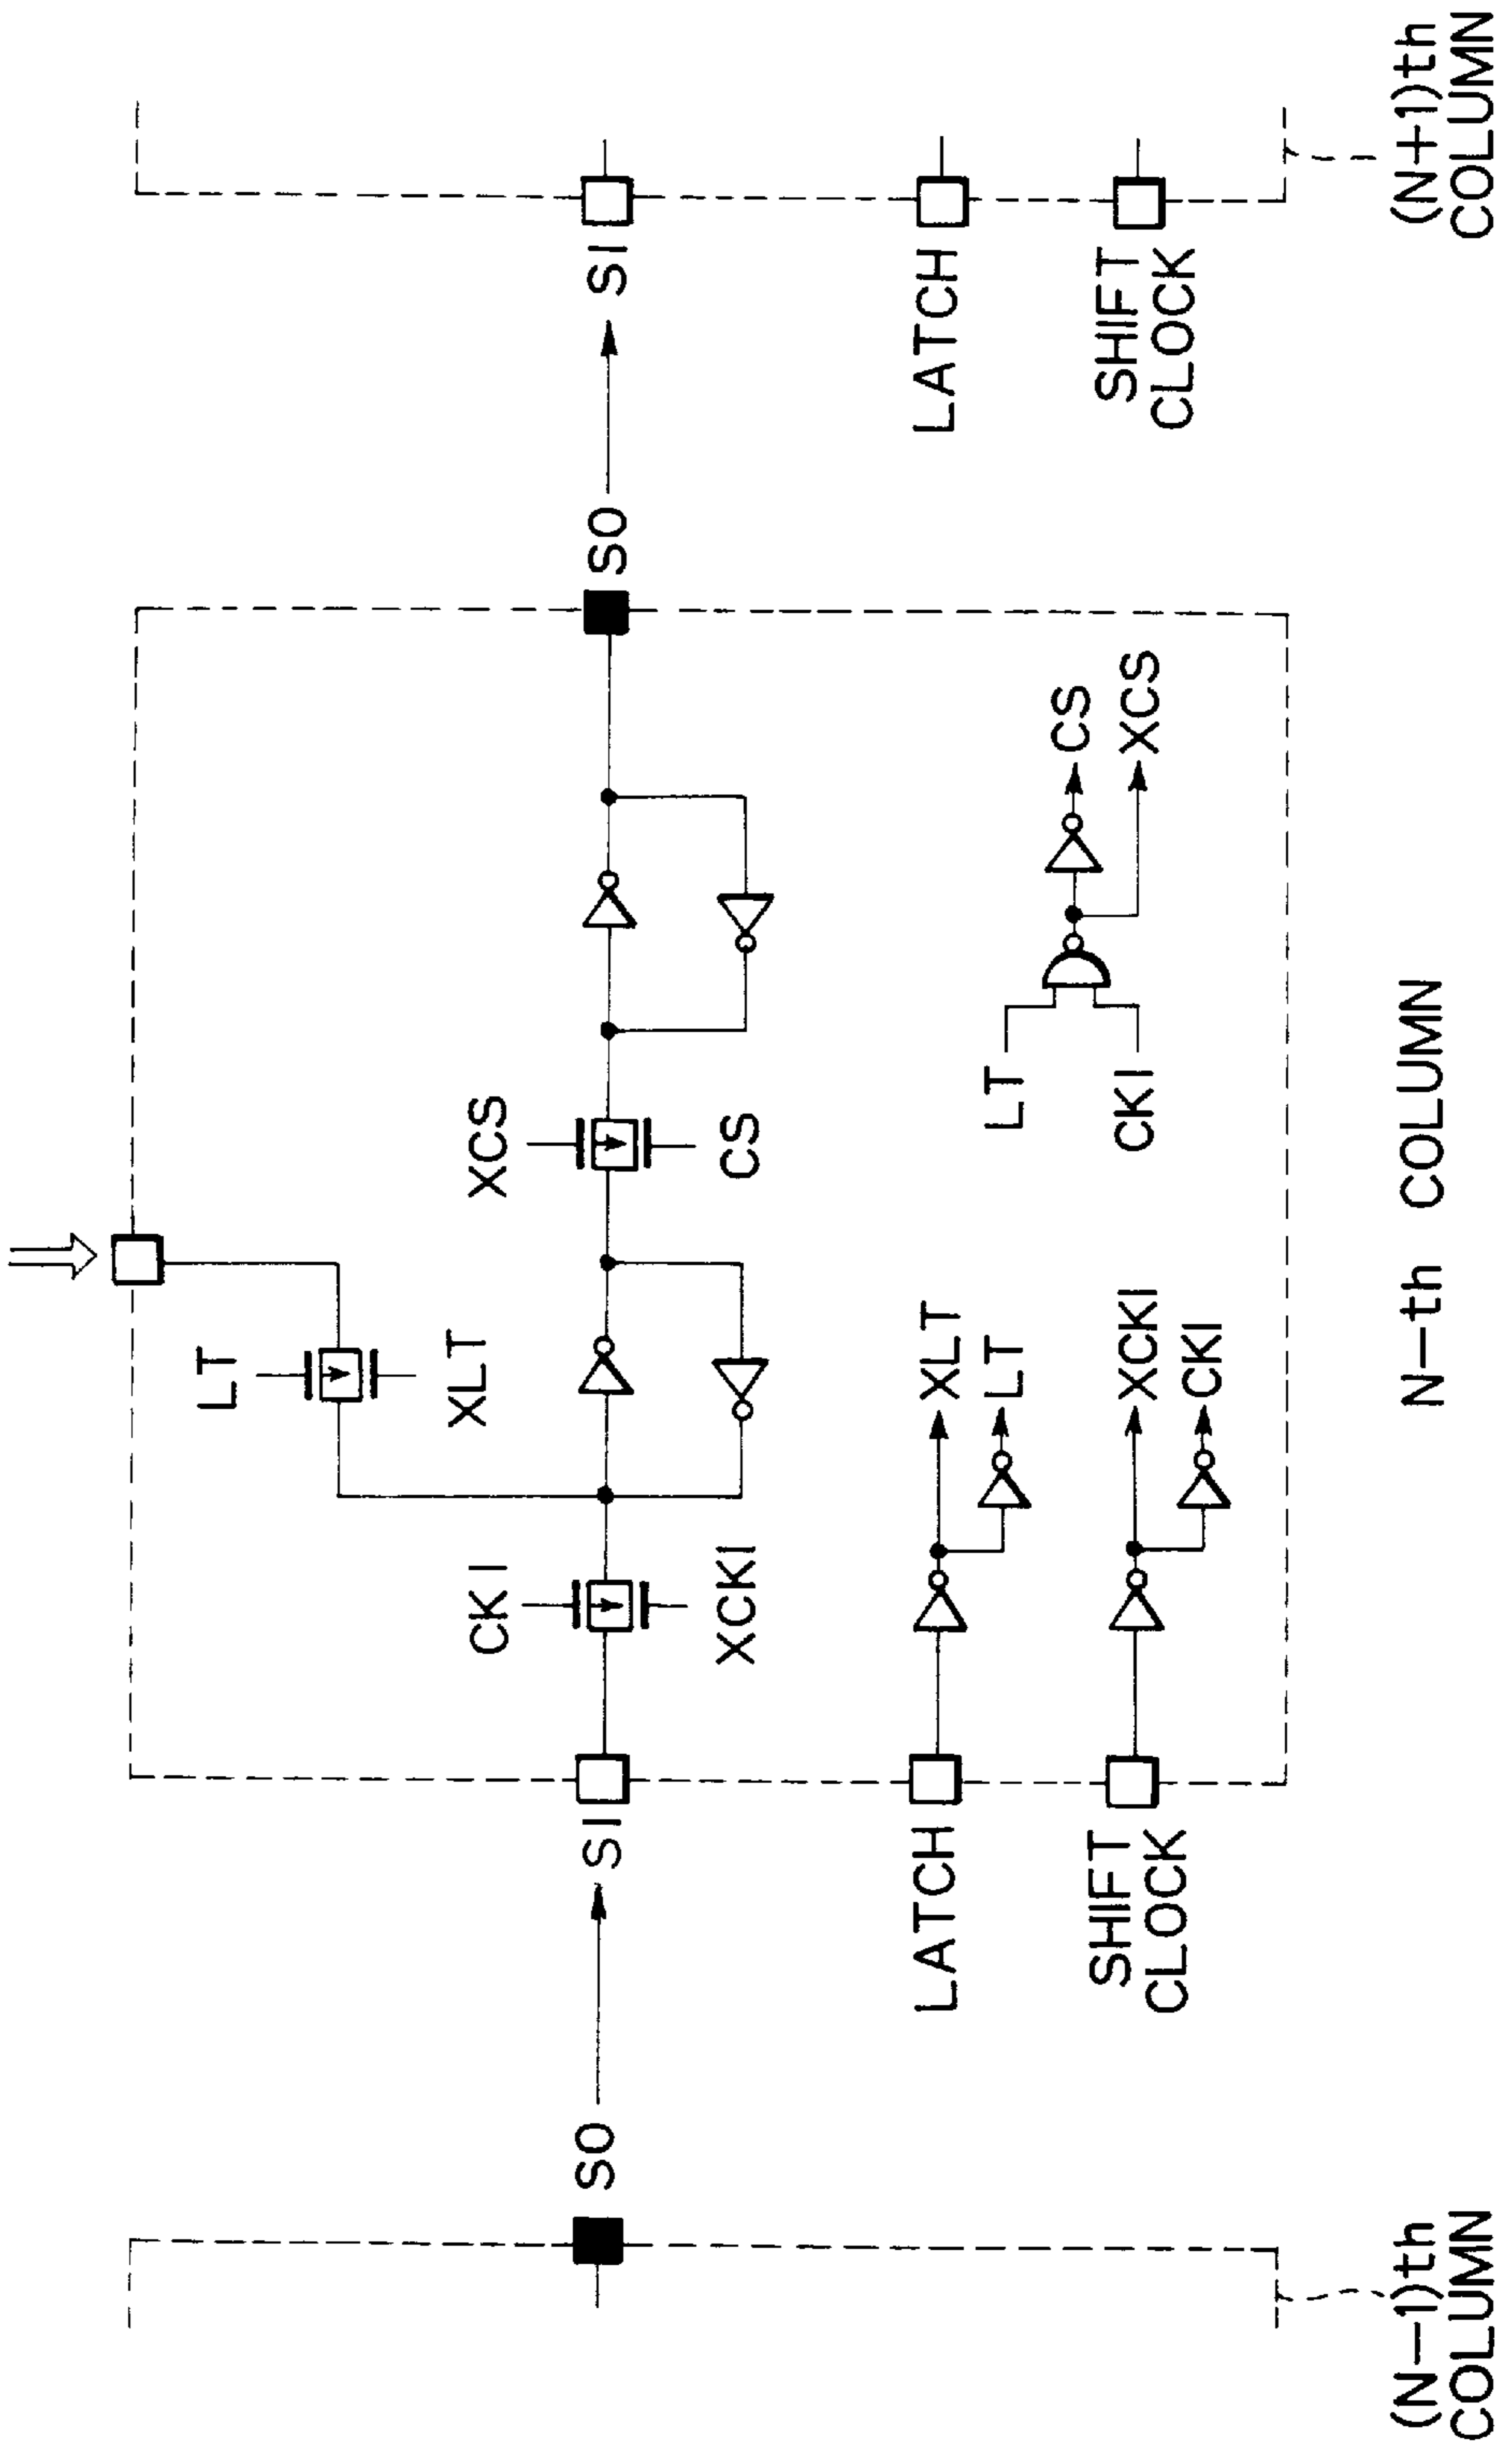 LT
XLT
CKI
XCKI
XCS
CS
SO
SI
SO
SI
LATCH
XLT
LT
LATCH
SHIFT
CLOCK
XCKI
CKI
LT
CKI
CS
XCS
SHIFT
CLOCK
(N-1)th
COLUMN
N-th COLUMN
(N+1)th
COLUMN